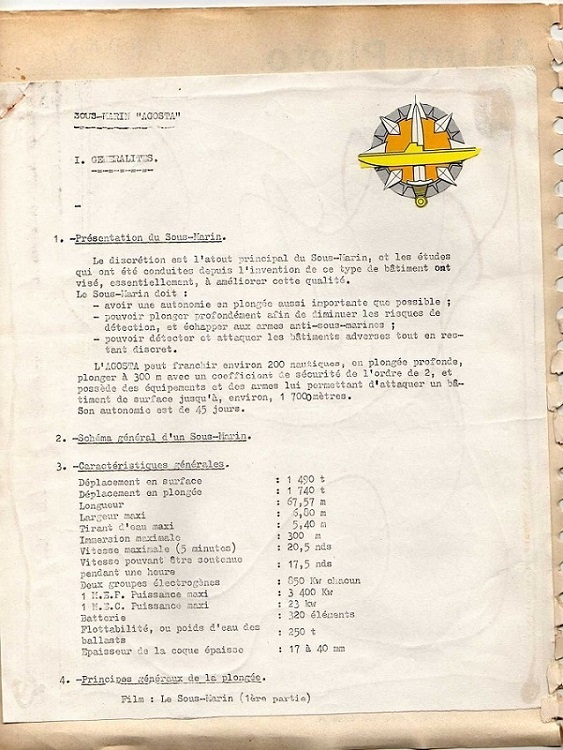 SOUS-MARIN "AGOSTA"
I. GENERALITES.
1. -Présentation du Sous-Marin.
Le discrétion est l'atout principal du Sous-Marin, et les études
qui ont été conduites depuis l'invention de ce type de bâtiment ont
visé, essentiellement, à améliorer cette qualité.
Le Sous-Marin doit :
- avoir une autonomie en plongée aussi importante que possible ;
- pouvoir plonger profondément afin de diminuer les risques de
détection, et échapper aux armes anti-sous-marines ;
- pouvoir détecter et attaquer les bâtiments adverses tout en res-
tant discret.
L'AGOSTA peut franchir environ 200 nautiques, en plongée profonde,
plonger à 300 m avec un coefficient de sécurité de l'ordre de 2, et
possède des équipements et des armes lui permettant d'attaquer un bâ-
timent de surface jusqu'à, environ, 1 700 mètres.
Son autonomie est de 45 jours.
2. -Schéma général d'un Sous-Marin.
3. -Caractéristiques générales.
Déplacement en surface : 1 490 t
Déplacement en plongée : 1 740 t
Longueur : 67,57 m
Largeur maxi : 6,80 m
Tirant d'eau maxi : 5,40 m
Immersion maximale : 300 m
Vitesse maximale (5 minutes) : 20,5 nds
Vitesse pouvant être soutenue : 17,5 nds
pendant une heure
Deux groupes électrogènes : 850 Kw chacun
1 M.E.P. Puissance maxi : 3 400 Kw
1 M.E.C. Puissance maxi : 23 kw
Batterie : 320 éléments
Flottabilité, ou poids d'eau des : 250 t
ballasts
Epaisseur de la coque épaisse : 17 à 40 mm
4. -Principes généraux de la plongée.
Film : Le Sous-Marin (1ère partie)